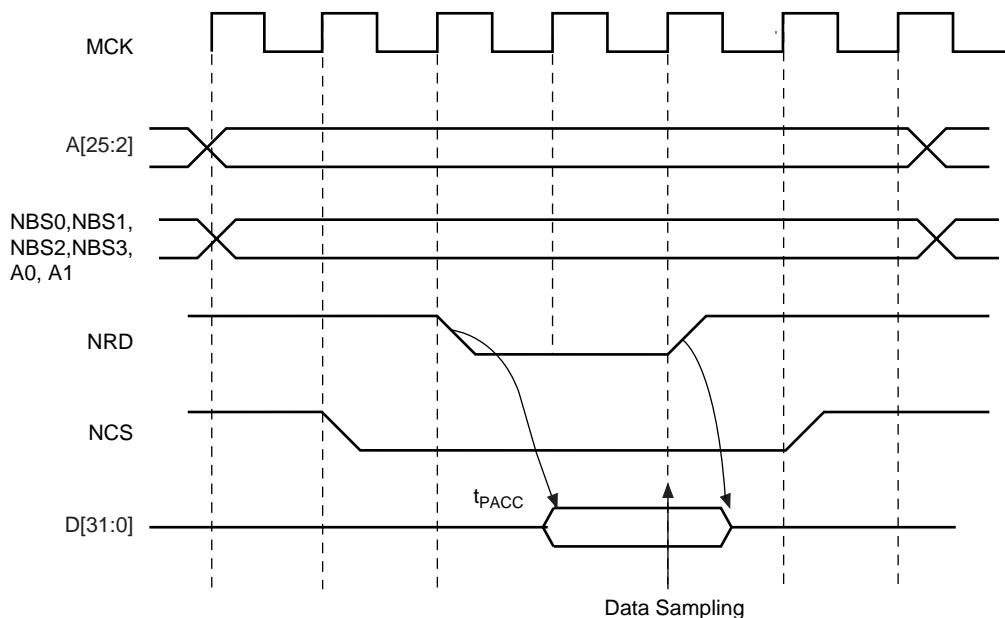 MCK
A[25:2]
NBS0,NBS1,
NBS2,NBS3,
A0, A1
NRD
NCS
tPACC
D[31:0]
Data Sampling